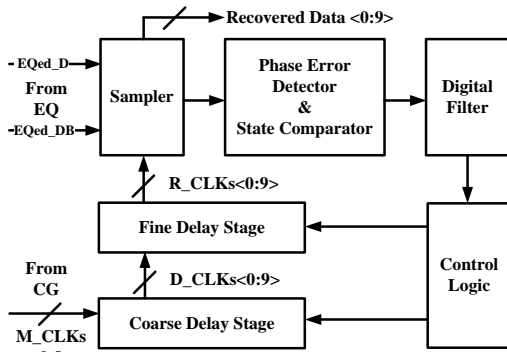 Recovered Data <0:9>
EQed_D
From
EQ
EQed_DB
Sampler
Phase Error
Detector
&
State Comparator
Digital
Filter
R_CLKs<0:9>
Fine Delay Stage
From
CG
D_CLKs<0:9>
Control
Logic
Coarse Delay Stage
M_CLKs